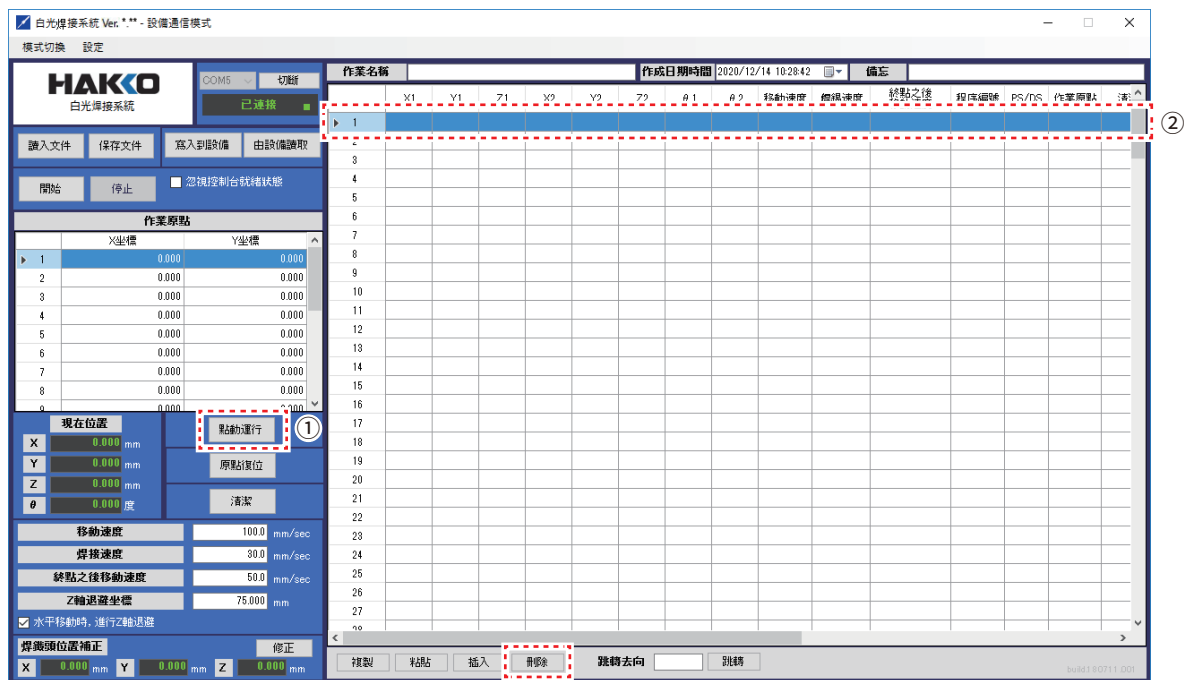 白光焊接系統 Ver. *.** - 設備通信模式
模式切換 設定
HAKKO
白光焊接系統
COM5 切断
已連接
讀入文件 保存文件 寫入到設備 由設備讀取
開始 停止 忽視控制台就緒狀態
作業原點
X坐標 Y坐標
1 0.000 0.000
2 0.000 0.000
3 0.000 0.000
4 0.000 0.000
5 0.000 0.000
6 0.000 0.000
7 0.000 0.000
8 0.000 0.000
9 0.000 0.000
現在位置
X 0.000 mm
Y 0.000 mm
Z 0.000 mm
θ 0.000 度
點動運行 ①
原點復位
清潔
移動速度 100.0 mm/sec
焊接速度 30.0 mm/sec
終點之後移動速度 50.0 mm/sec
Z軸退避坐標 75.000 mm
水平移動時，進行Z軸退避
焊鐵頭位置補正 修正
X 0.000 mm Y 0.000 mm Z 0.000 mm
作業名稱 作成日期時間 2020/12/14 10:28:42 備忘
X1 Y1 Z1 X2 Y2 Z2 θ1 θ2 移動速度 傳錫速度 終點之後 程序編號 PS/DS 作業原點
1 ②
2
3
4
5
6
7
8
9
10
11
12
13
14
15
16
17
18
19
20
21
22
23
24
25
26
27
28
複製 粘貼 插入 刪除 跳轉去向 跳轉
build.180711.001